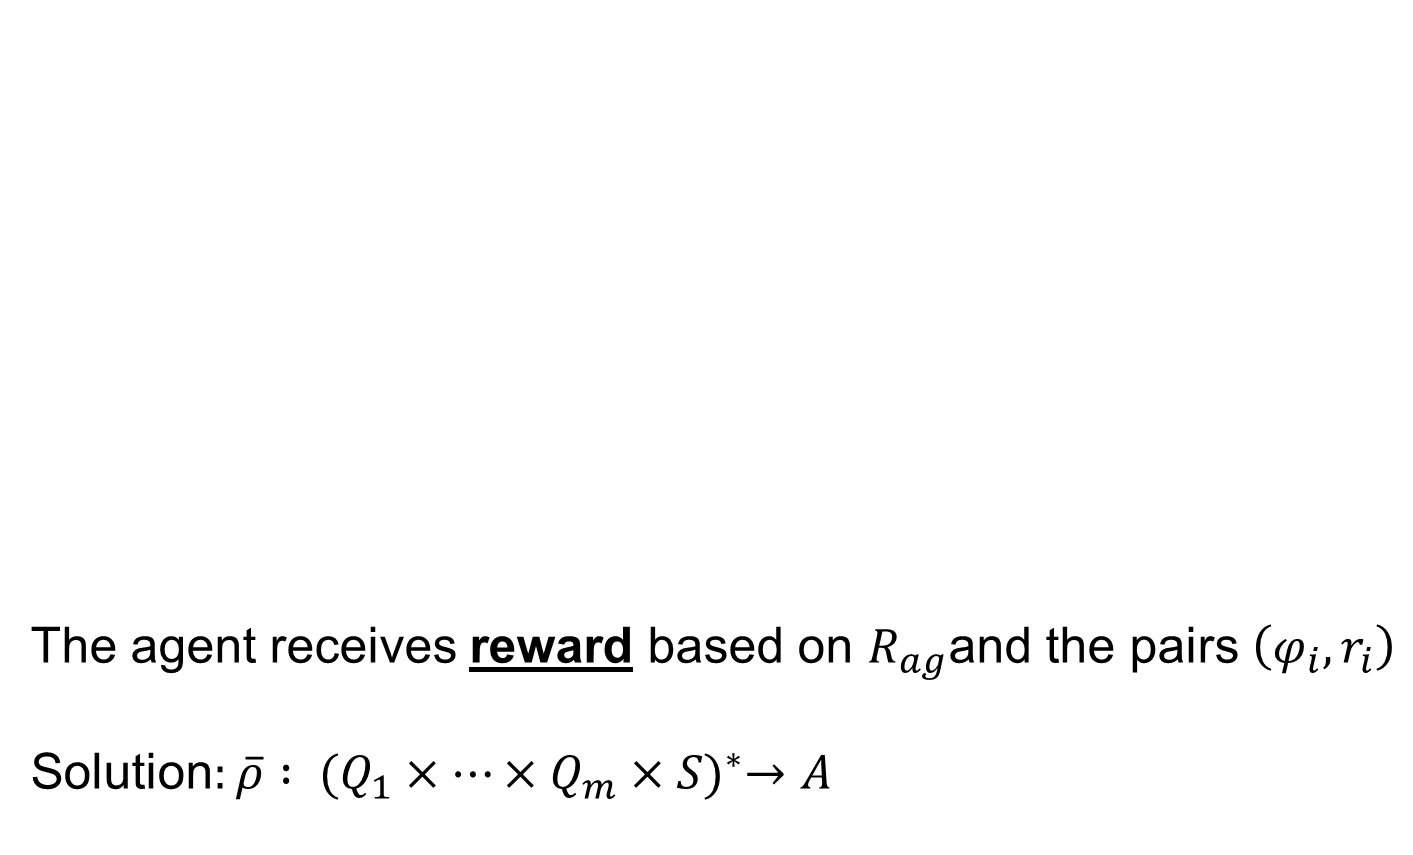 The agent receives reward based on R_ag and the pairs (φ_i, r_i)
Solution: ρ̄ : (Q_1 × ⋯ × Q_m × S)* → A